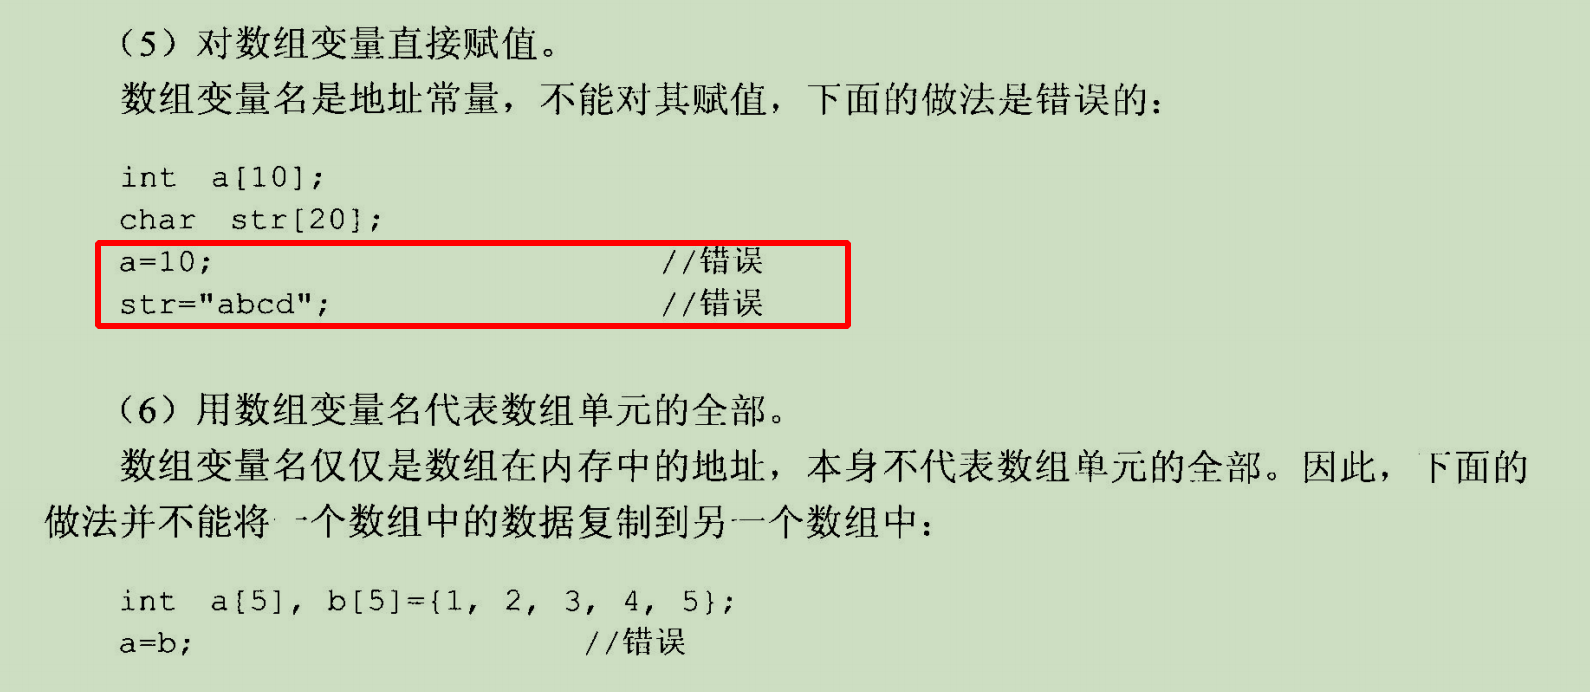 （5）对数组变量直接赋值。
数组变量名是地址常量，不能对其赋值，下面的做法是错误的：
int a[10];
char str[20];
a=10; //错误
str="abcd"; //错误
（6）用数组变量名代表数组单元的全部。
数组变量名仅仅是数组在内存中的地址，本身不代表数组单元的全部。因此，下面的
做法并不能将一个数组中的数据复制到另一个数组中：
int a[5], b[5]={1, 2, 3, 4, 5};
a=b; //错误